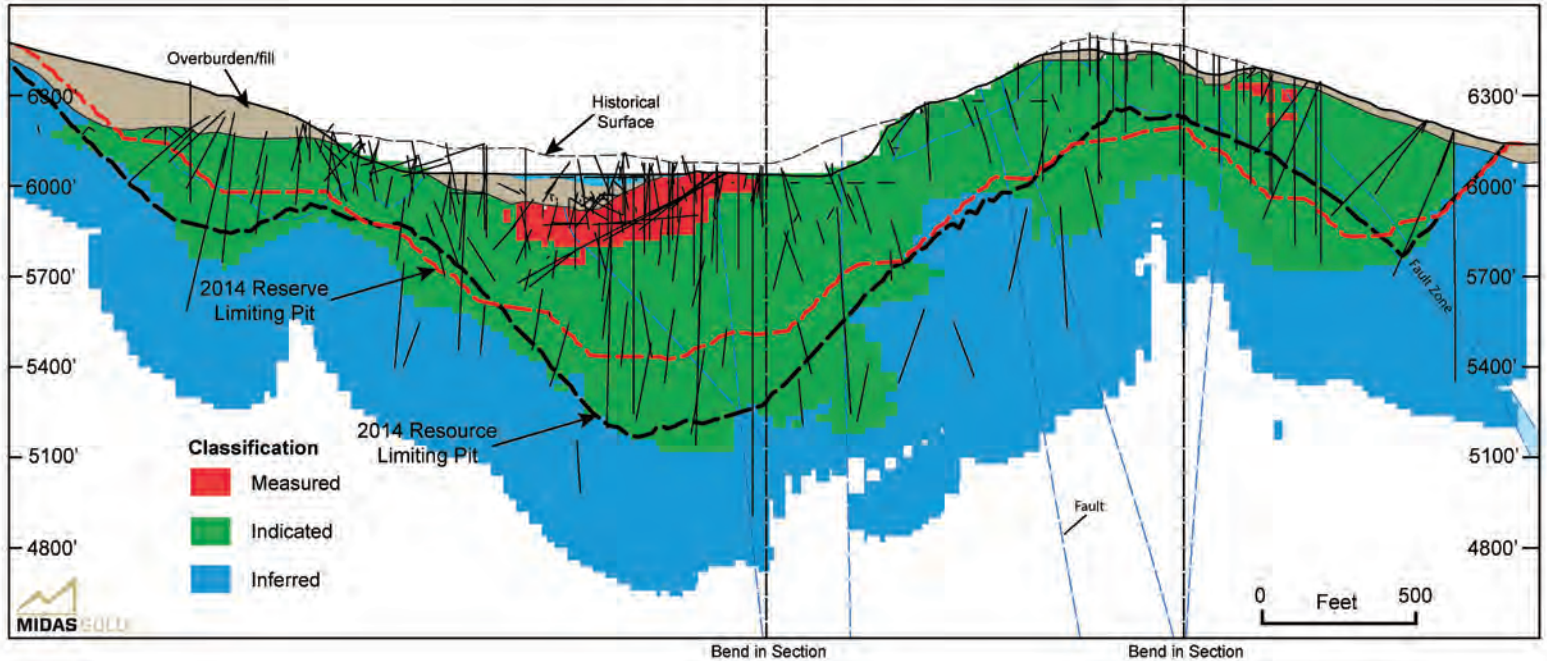 Overburden/fill
Historical
Surface
6300'
6300'
6000'
6000'
5700'
5700'
2014 Reserve
Limiting Pit
Fault Zone
5400'
5400'
2014 Resource
Limiting Pit
Classification
5100'
5100'
Measured
Indicated
Fault
4800'
4800'
Inferred
0
500
Feet
MIDAS GOLD
Bend in Section
Bend in Section